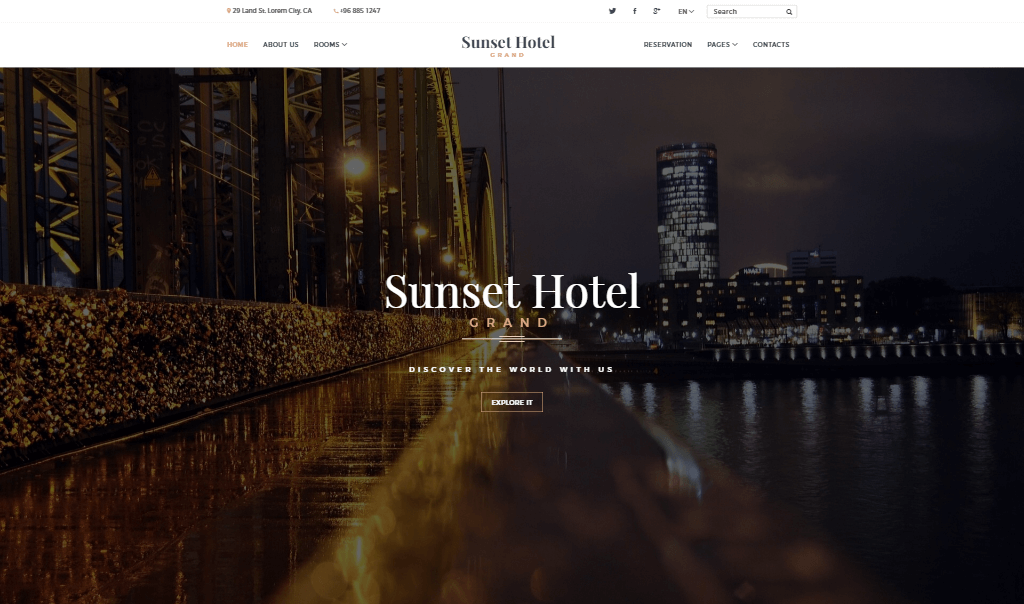 29 Land St. Lorem City, CA +96 885 1247 EN Search
HOME ABOUT US ROOMS Sunset Hotel RESERVATION PAGES CONTACTS
GRAND
Sunset Hotel
GRAND
DISCOVER THE WORLD WITH US
EXPLORE IT